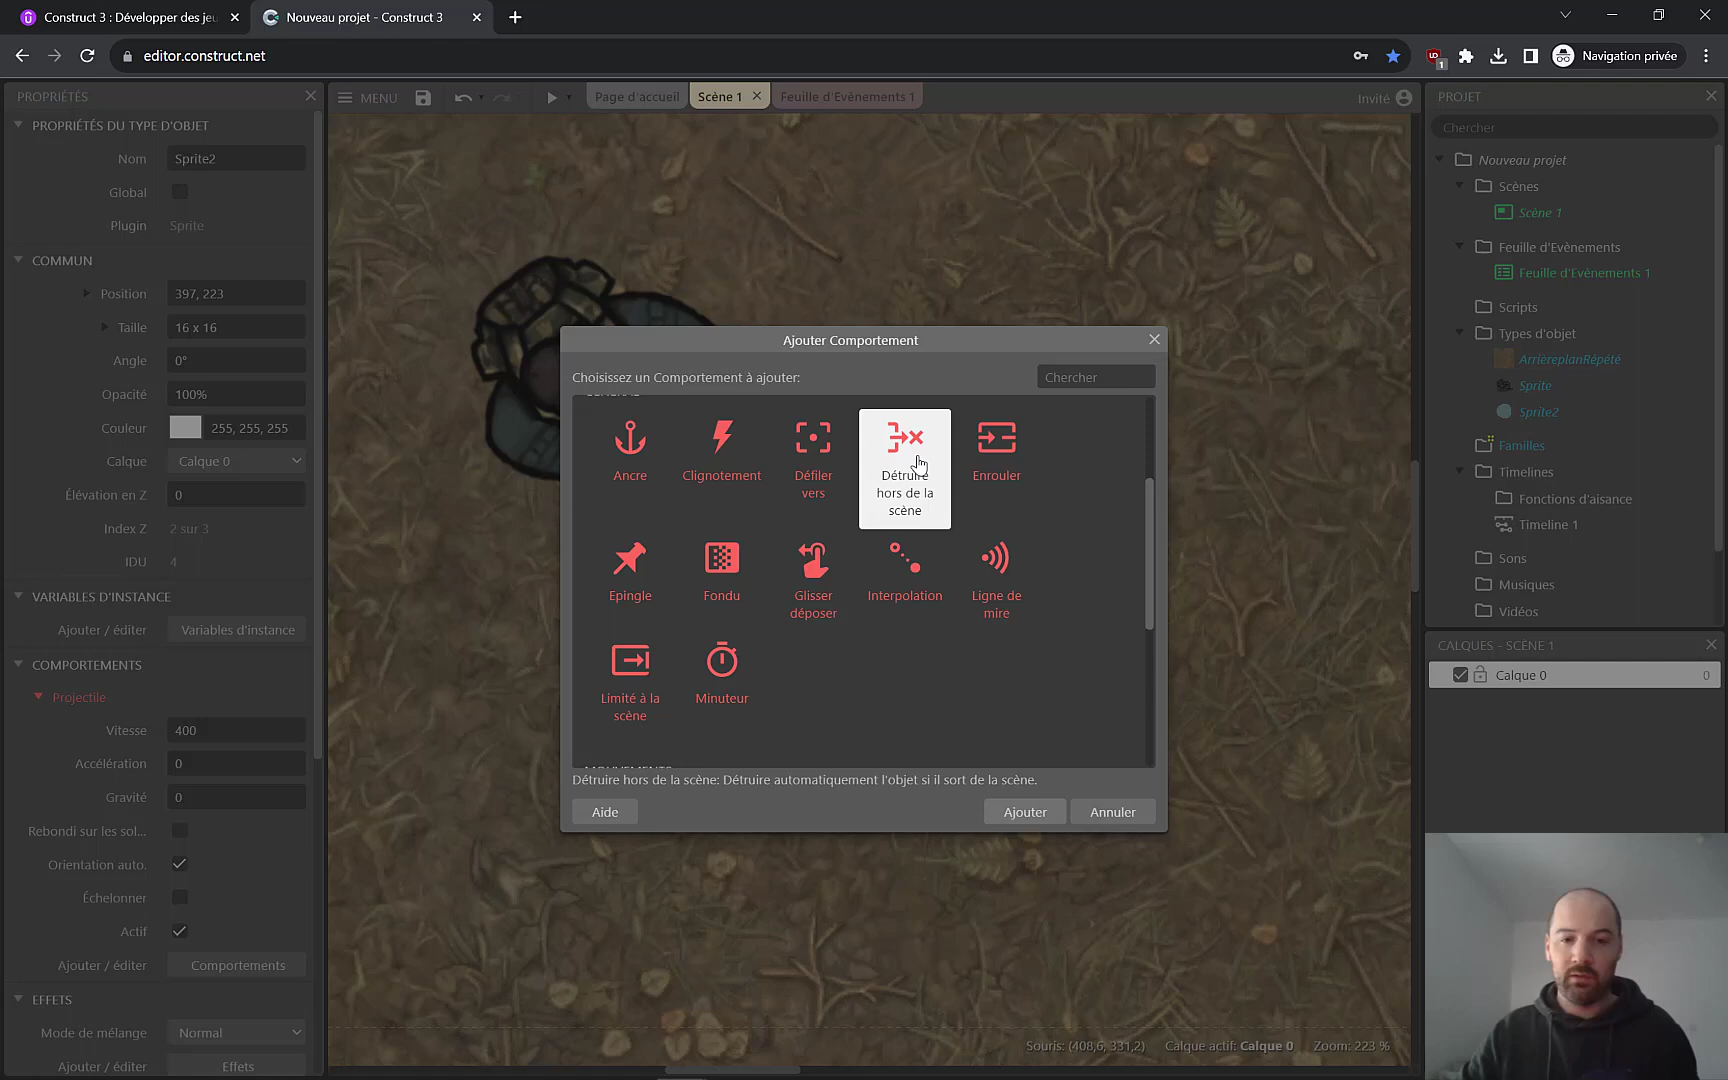 Construct 3 : Développer des jeu
Nouveau projet - Construct 3
editor.construct.net
1
Navigation privée
PROPRIÉTÉS
MENU
Page d'accueil
Scène 1
Feuille d'Evènements 1
Invité
PROJET
PROPRIÉTÉS DU TYPE D'OBJET
Nom
Sprite2
Global
Plugin
Sprite
COMMUN
Position
397, 223
Taille
16 x 16
Angle
0°
Opacité
100%
Couleur
255, 255, 255
Calque
Calque 0
Élévation en Z
0
Index Z
2 sur 3
IDU
4
VARIABLES D'INSTANCE
Ajouter / éditer
Variables d'instance
COMPORTEMENTS
Projectile
Vitesse
400
Accélération
0
Gravité
0
Rebondi sur les sol...
Orientation auto.
Échelonner
Actif
Ajouter / éditer
Comportements
EFFETS
Mode de mélange
Normal
Ajouter / éditer
Effets
Ajouter Comportement
Choisissez un Comportement à ajouter:
Chercher
Ancre
Clignotement
Défiler
vers
Détruire
hors de la
scène
Enrouler
Epingle
Fondu
Glisser
déposer
Interpolation
Ligne de
mire
Limité à la
scène
Minuteur
Détruire hors de la scène: Détruire automatiquement l'objet si il sort de la scène.
Aide
Ajouter
Annuler
Souris: (408,6, 331,2)
Calque actif: Calque 0
Zoom: 223 %
Chercher
Nouveau projet
Scènes
Scène 1
Feuille d'Evènements
Feuille d'Evènements 1
Scripts
Types d'objet
ArrièreplanRépété
Sprite
Sprite2
Familles
Timelines
Fonctions d'aisance
Timeline 1
Sons
Musiques
Vidéos
CALQUES - SCÈNE 1
Calque 0
0